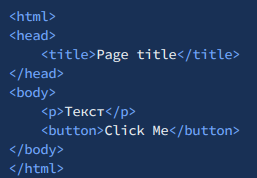 <html>
<head>
    <title>Page title</title>
</head>
<body>
    <p>Текст</p>
    <button>Click Me</button>
</body>
</html>